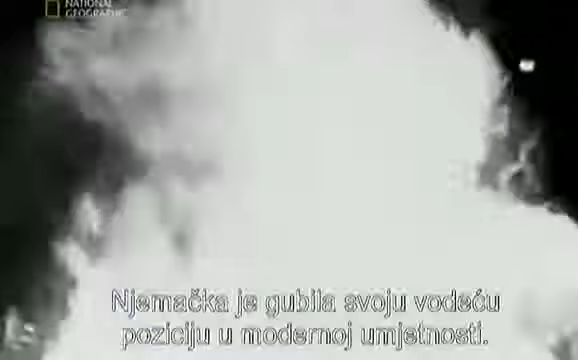 NATIONAL
GEOGRAPHIC
Njemačka je gubila svoju vodeću
poziciju u modernoj umjetnosti.